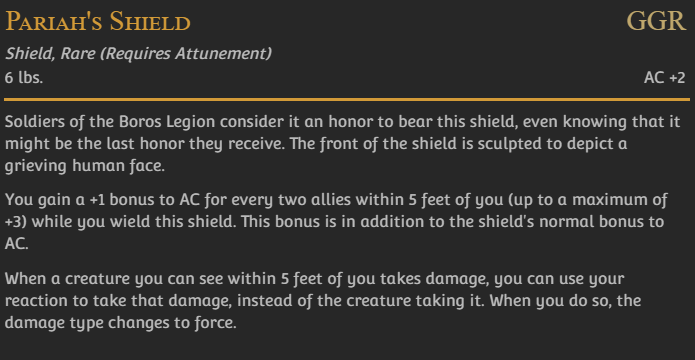 Pariah's Shield
GGR
Shield, Rare (Requires Attunement)
6 lbs.
AC +2
Soldiers of the Boros Legion consider it an honor to bear this shield, even knowing that it
might be the last honor they receive. The front of the shield is sculpted to depict a
grieving human face.
You gain a +1 bonus to AC for every two allies within 5 feet of you (up to a maximum of
+3) while you wield this shield. This bonus is in addition to the shield's normal bonus to
AC.
When a creature you can see within 5 feet of you takes damage, you can use your
reaction to take that damage, instead of the creature taking it. When you do so, the
damage type changes to force.